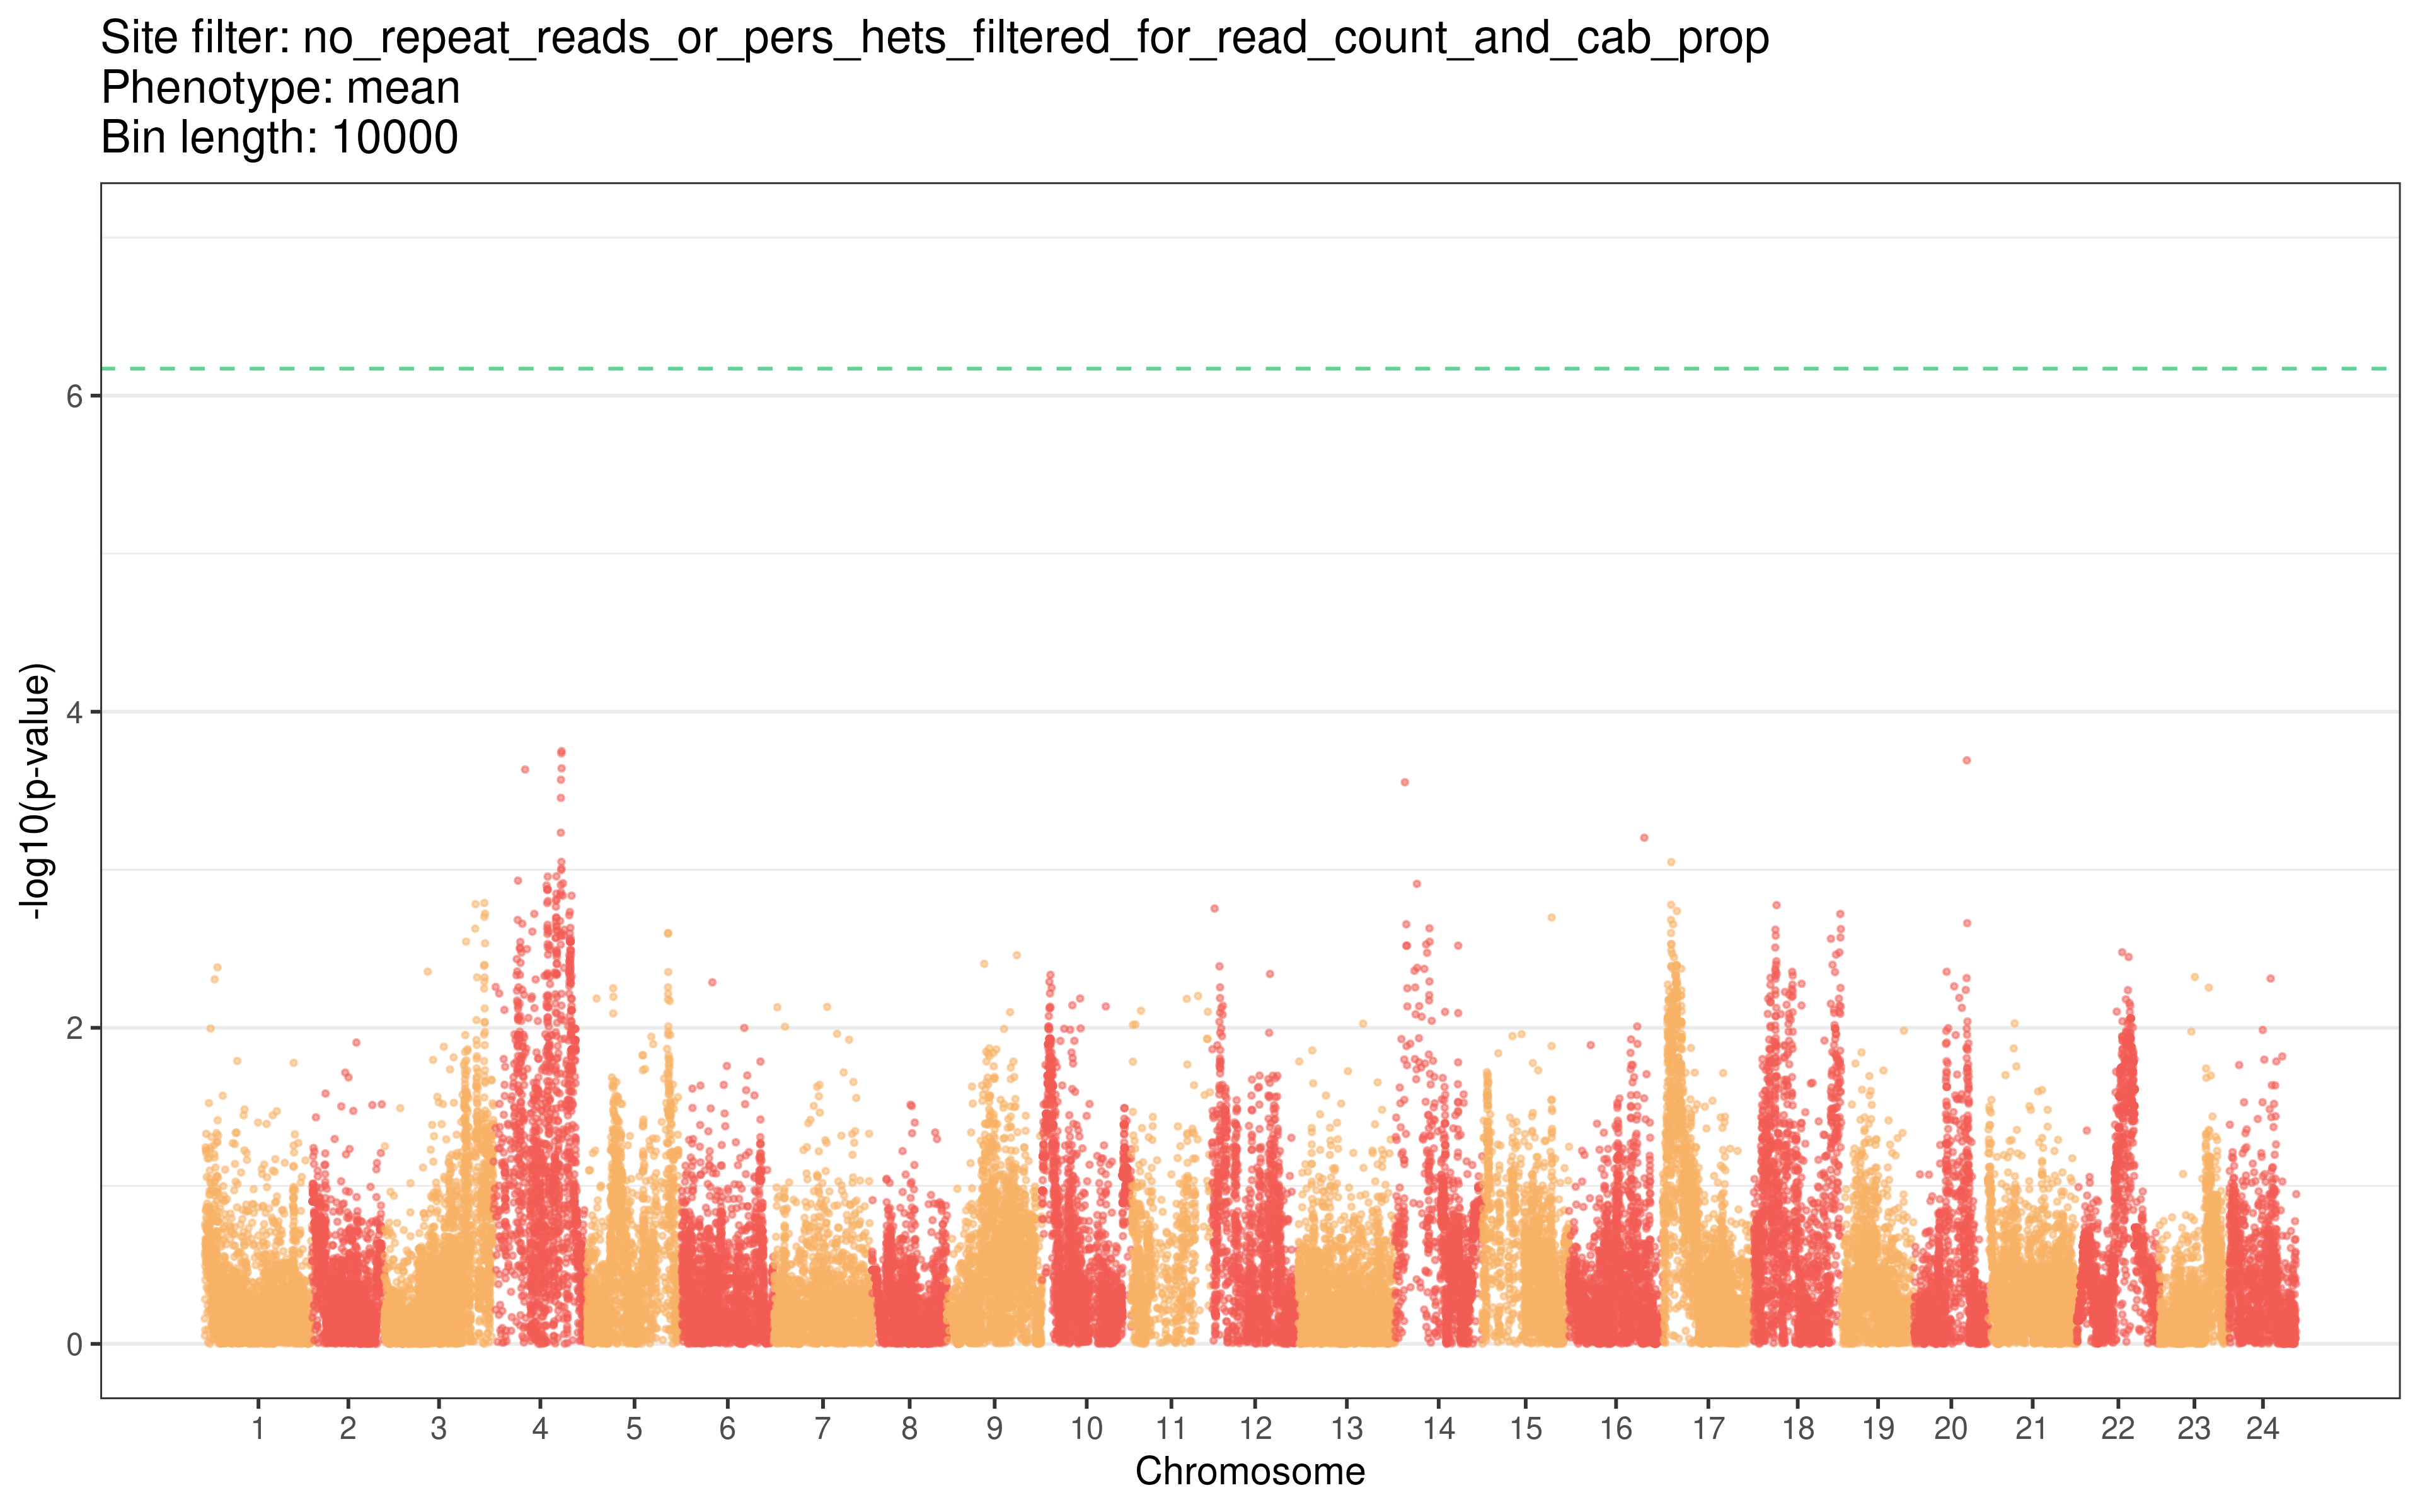 Site filter: no_repeat_reads_or_pers_hets_filtered_for_read_count_and_cab_prop
Phenotype: mean
Bin length: 10000
6
4
2
0
-log10(p-value)
1 2 3 4 5 6 7 8 9 10 11 12 13 14 15 16 17 18 19 20 21 22 23 24
Chromosome